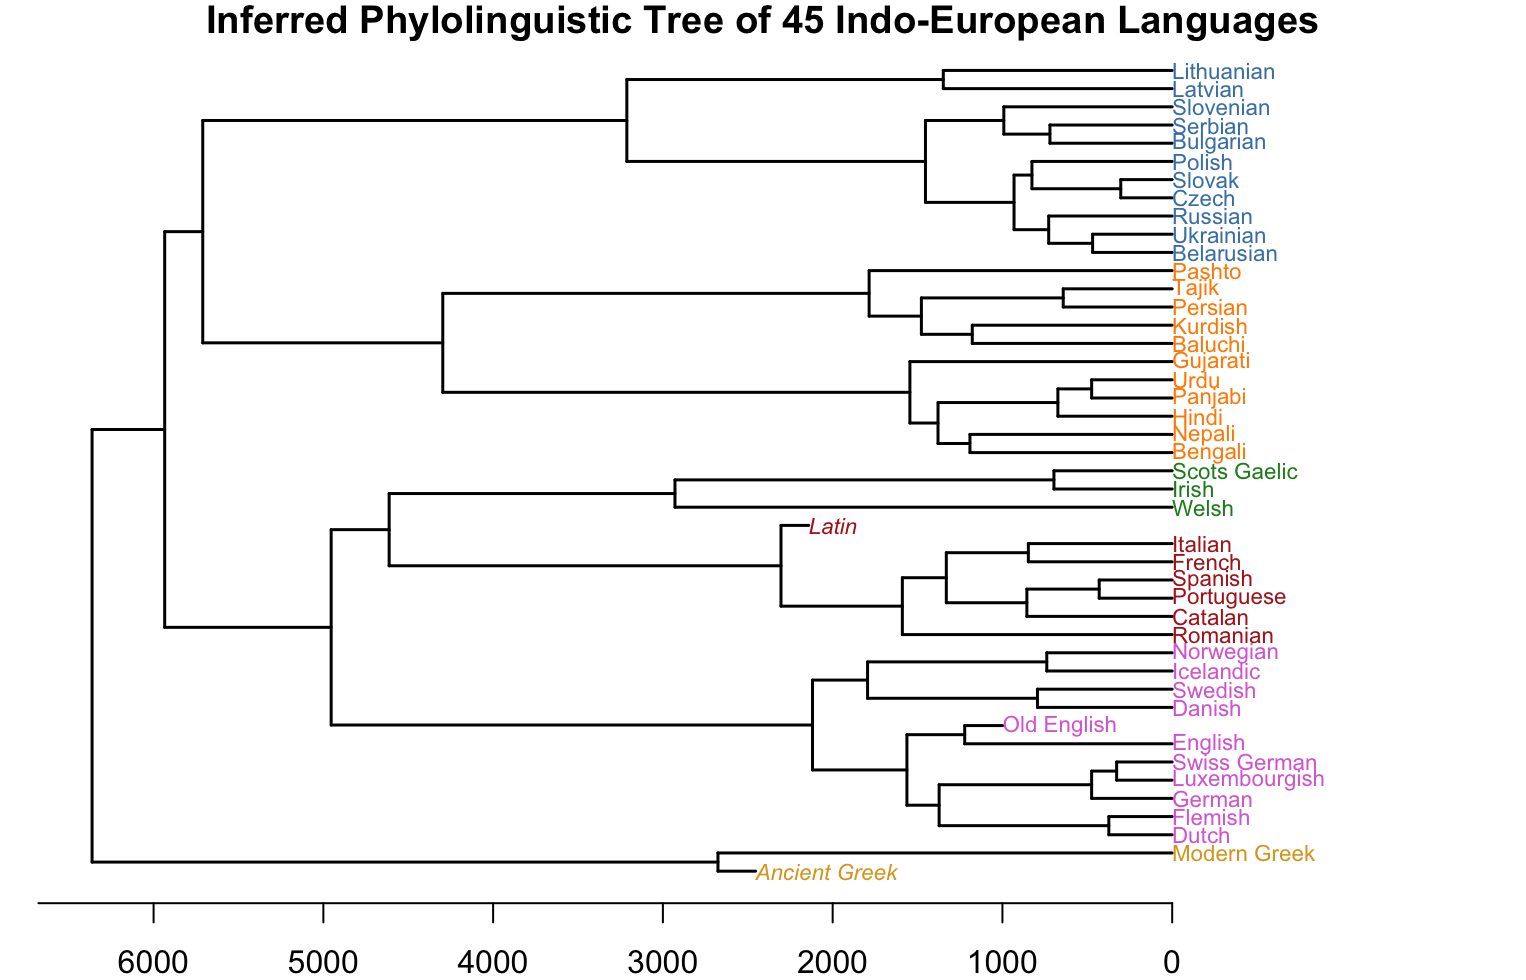 Inferred Phylolinguistic Tree of 45 Indo-European Languages
Lithuanian
Latvian
Slovenian
Serbian
Bulgarian
Polish
Slovak
Czech
Russian
Ukrainian
Belarusian
Pashto
Tajik
Persian
Kurdish
Baluchi
Gujarati
Urdu
Panjabi
Hindi
Nepali
Bengali
Scots Gaelic
Irish
Welsh
Latin
Italian
French
Spanish
Portuguese
Catalan
Romanian
Norwegian
Icelandic
Swedish
Danish
Old English
English
Swiss German
Luxembourgish
German
Flemish
Dutch
Modern Greek
Ancient Greek
6000 5000 4000 3000 2000 1000 0